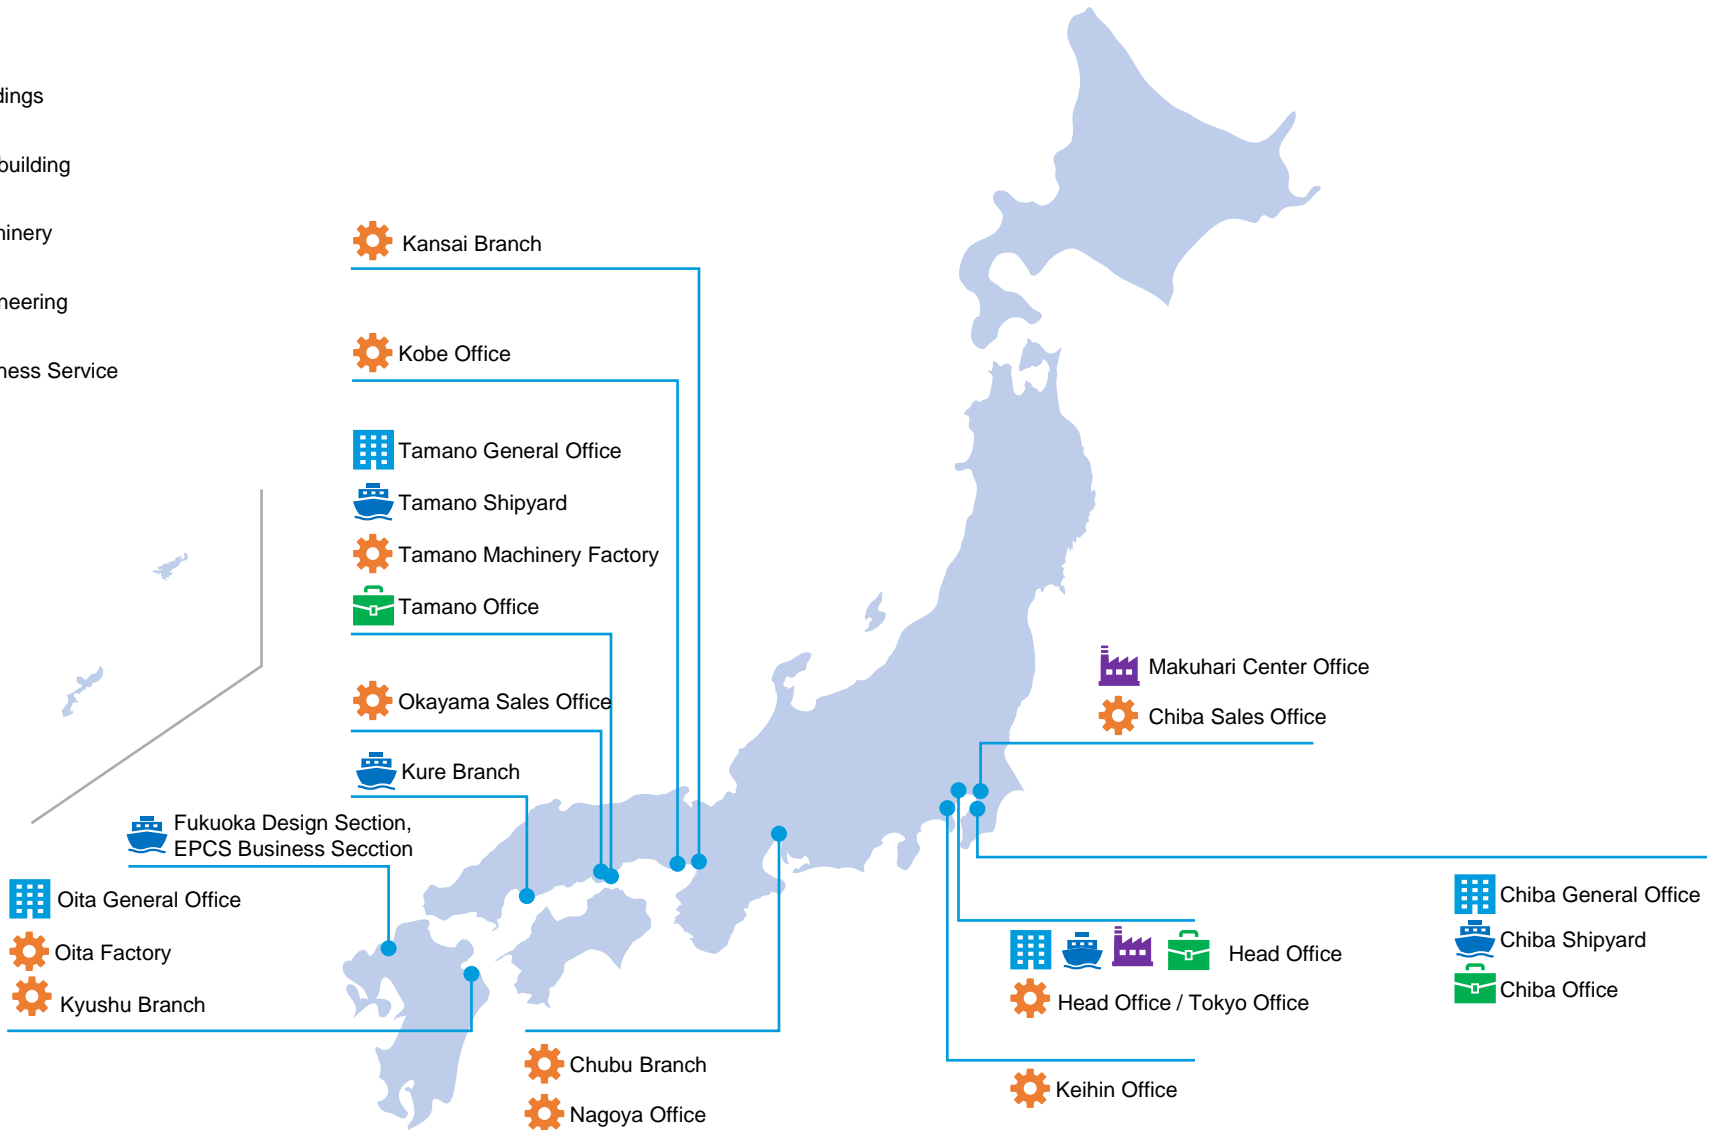 dings
building
ninery
neering
ness Service
Kansai Branch
Kobe Office
Tamano General Office
Tamano Shipyard
Tamano Machinery Factory
Tamano Office
Okayama Sales Office
Kure Branch
Fukuoka Design Section,
EPCS Business Secction
Oita General Office
Oita Factory
Kyushu Branch
Chubu Branch
Nagoya Office
Makuhari Center Office
Chiba Sales Office
Head Office
Head Office / Tokyo Office
Keihin Office
Chiba General Office
Chiba Shipyard
Chiba Office